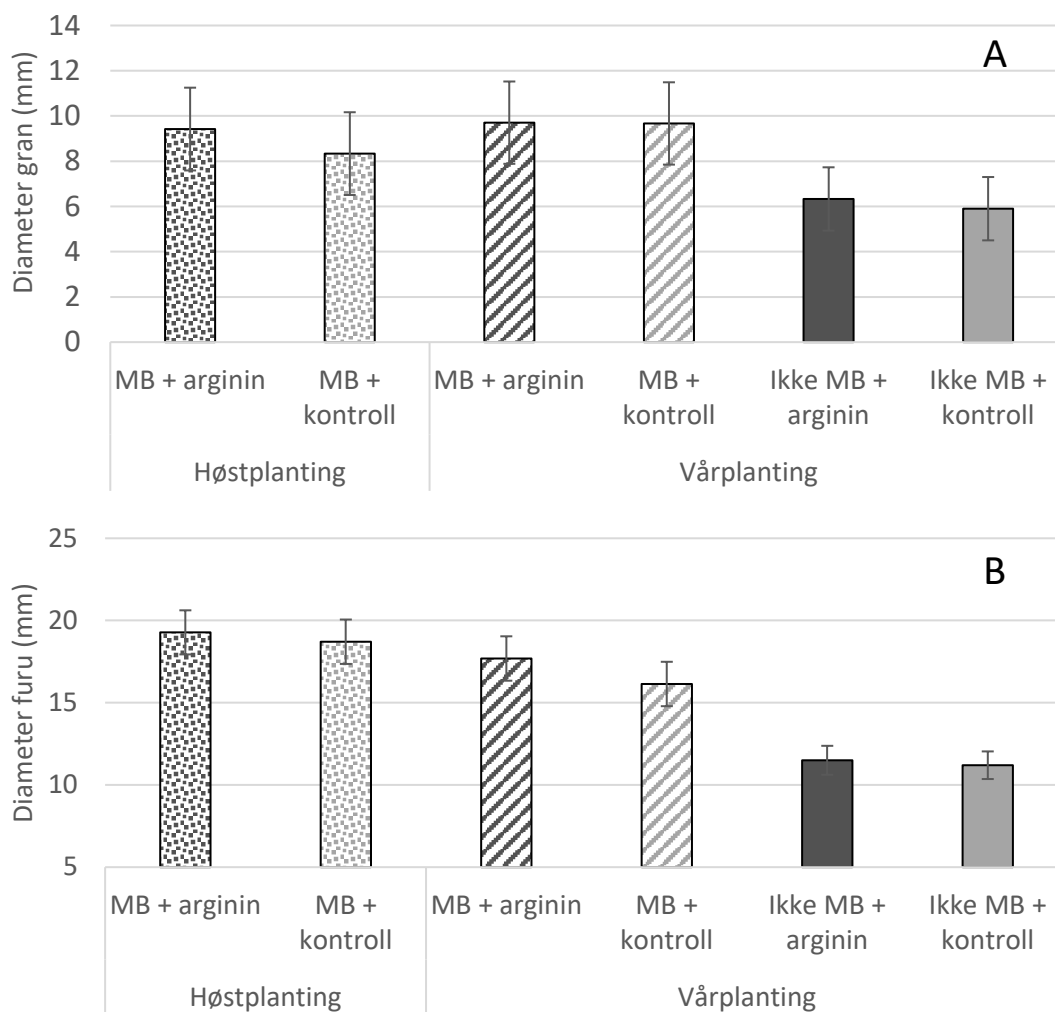 A
Diameter gran (mm)
14
12
10
8
6
4
2
0
MB + arginin
MB +
kontroll
MB + arginin
MB +
kontroll
Ikke MB +
arginin
Ikke MB +
kontroll
Høstplanting
Vårplanting
B
Diameter furu (mm)
25
20
15
10
5
MB + arginin
MB +
kontroll
MB + arginin
MB +
kontroll
Ikke MB +
arginin
Ikke MB +
kontroll
Høstplanting
Vårplanting